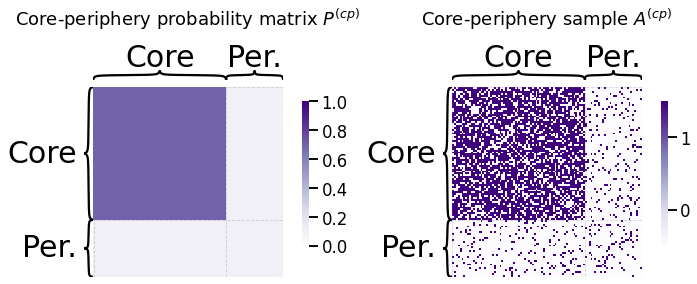 Core-periphery probability matrix P^(cp)
Core Per.
Core
Per.
1.0
0.8
0.6
0.4
0.2
0.0
Core-periphery sample A^(cp)
Core Per.
Core
Per.
1
0